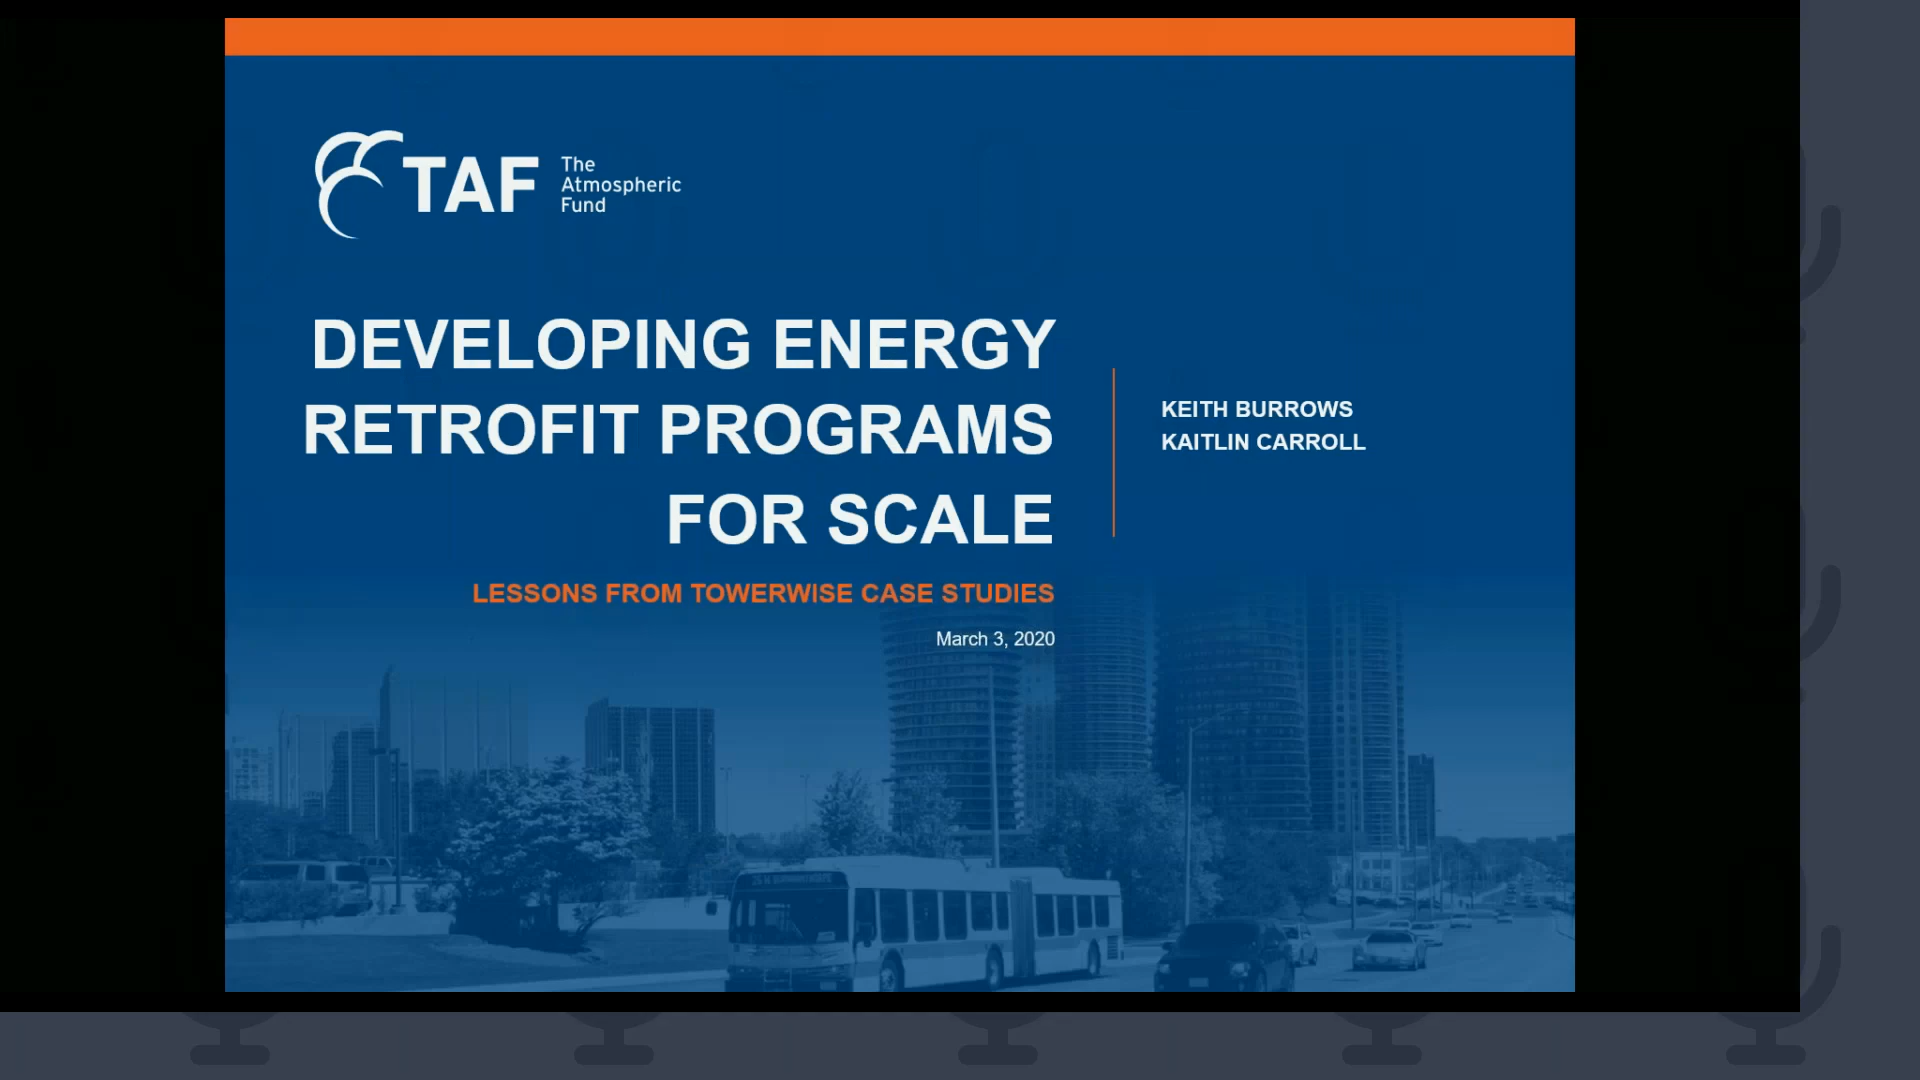 TAF
The
Atmospheric
Fund
DEVELOPING ENERGY
RETROFIT PROGRAMS
FOR SCALE
KEITH BURROWS
KAITLIN CARROLL
LESSONS FROM TOWERWISE CASE STUDIES
March 3, 2020